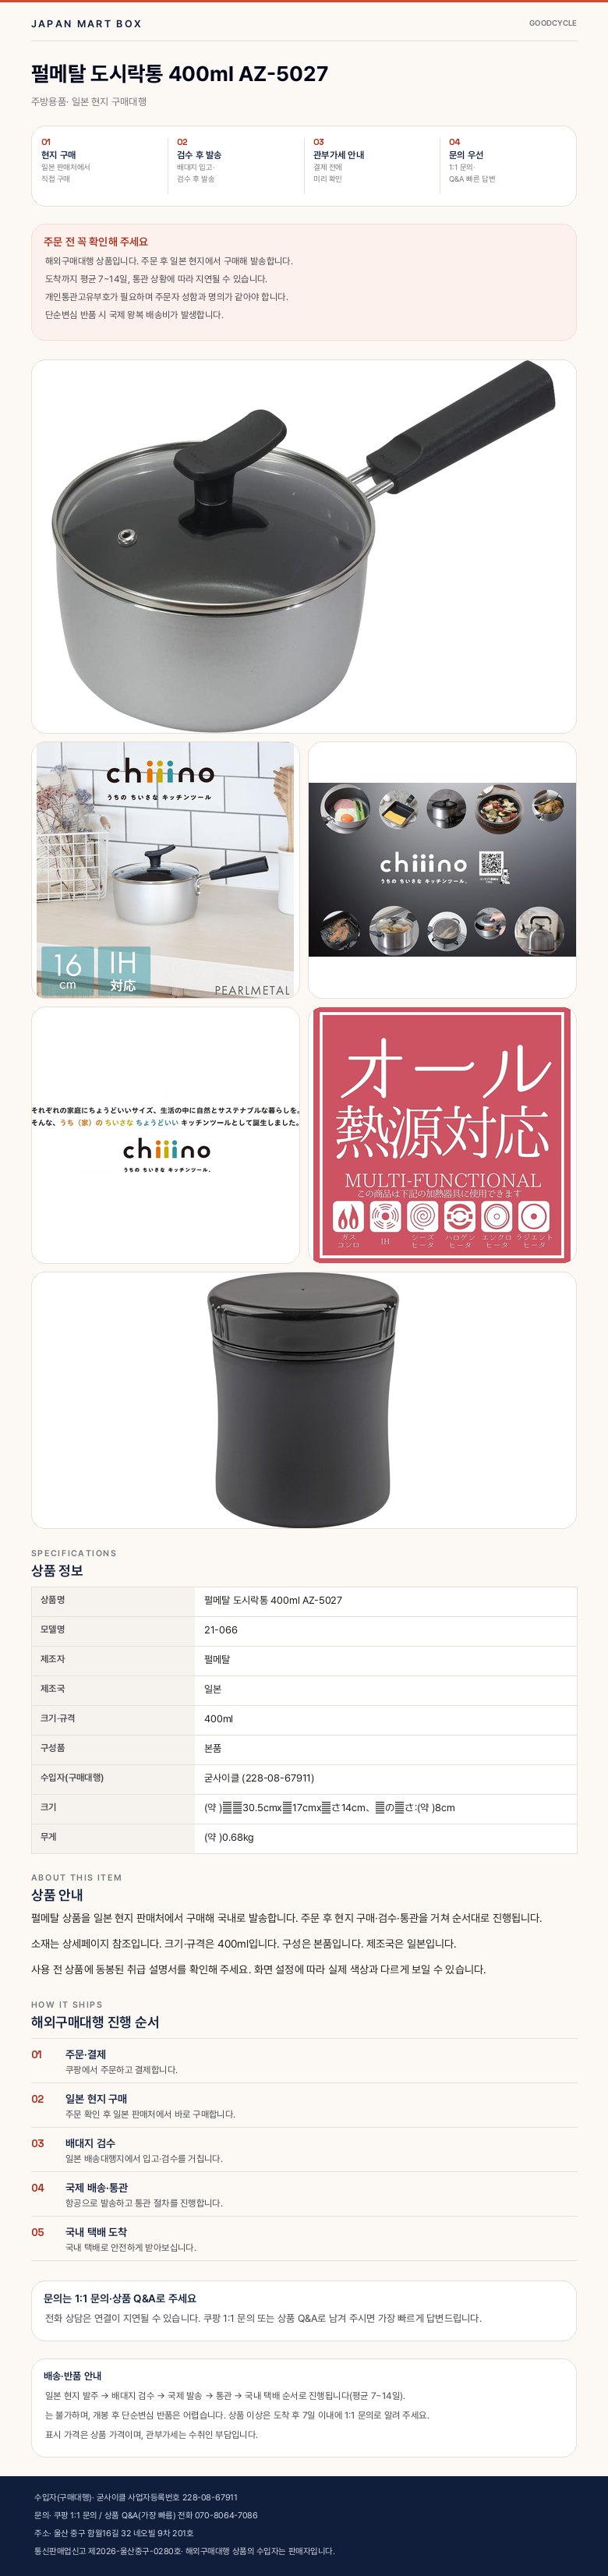 JAPAN MART BOX
GOODCYCLE
펄메탈 도시락통 400ml AZ-5027
주방용품· 일본 현지 구매대행
01
현지 구매
일본 판매처에서
직접 구매
02
검수 후 발송
배대지 입고·
검수 후 발송
03
관부가세 안내
결제 전에
미리 확인
04
문의 우선
1:1 문의·
Q&A 빠른 답변
주문 전 꼭 확인해 주세요
해외구매대행 상품입니다. 주문 후 일본 현지에서 구매해 발송합니다.
도착까지 평균 7~14일, 통관 상황에 따라 지연될 수 있습니다.
개인통관고유부호가 필요하며 주문자 성함과 명의가 같아야 합니다.
단순변심 반품 시 국제 왕복 배송비가 발생합니다.
chiiino
うちの ちいさな キッチンツール
16 cm
IH 対応
PEARLMETAL
chiiino
うちの ちいさな キッチンツール。
それぞれの家庭にちょうどいいサイズ、生活の中に自然とサステナブルな暮らしを。
そんな、うち（家）の ちいさな ちょうどいい キッチンツールとして誕生しました。
chiiino
うちの ちいさな キッチンツール。
オール
熱源対応
MULTI-FUNCTIONAL
この商品は下記の加熱器具に使用できます
ガス コンロ
IH
シーズ ヒータ
ハロゲン ヒータ
エンクロ ヒータ
ラジエント ヒータ
SPECIFICATIONS
상품 정보
상품명 펄메탈 도시락통 400ml AZ-5027
모델명 21-066
제조자 펄메탈
제조국 일본
크기·규격 400ml
구성품 본품
수입자(구매대행) 굳사이클 (228-08-67911)
크기 (약 )30.5cmx17cmxさ14cm、のさ:(약 )8cm
무게 (약 )0.68kg
ABOUT THIS ITEM
상품 안내
펄메탈 상품을 일본 현지 판매처에서 구매해 국내로 발송합니다. 주문 후 현지 구매·검수·통관을 거쳐 순서대로 진행됩니다.
소재는 상세페이지 참조입니다. 크기·규격은 400ml입니다. 구성은 본품입니다. 제조국은 일본입니다.
사용 전 상품에 동봉된 취급 설명서를 확인해 주세요. 화면 설정에 따라 실제 색상과 다르게 보일 수 있습니다.
HOW IT SHIPS
해외구매대행 진행 순서
01 주문·결제
쿠팡에서 주문하고 결제합니다.
02 일본 현지 구매
주문 확인 후 일본 판매처에서 바로 구매합니다.
03 배대지 검수
일본 배송대행지에서 입고·검수를 거칩니다.
04 국제 배송·통관
항공으로 발송하고 통관 절차를 진행합니다.
05 국내 택배 도착
국내 택배로 안전하게 받아보십니다.
문의는 1:1 문의·상품 Q&A로 주세요
전화 상담은 연결이 지연될 수 있습니다. 쿠팡 1:1 문의 또는 상품 Q&A로 남겨 주시면 가장 빠르게 답변드립니다.
배송·반품 안내
일본 현지 발주 → 배대지 검수 → 국제 발송 → 통관 → 국내 택배 순서로 진행됩니다(평균 7~14일).
는 불가하며, 개봉 후 단순변심 반품은 어렵습니다. 상품 이상은 도착 후 7일 이내에 1:1 문의로 알려 주세요.
표시 가격은 상품 가격이며, 관부가세는 수취인 부담입니다.
수입자(구매대행)· 굳사이클 사업자등록번호 228-08-67911
문의· 쿠팡 1:1 문의 / 상품 Q&A(가장 빠름) 전화 070-8064-7086
주소· 울산 중구 함월16길 32 네오빌 9차 201호
통신판매업신고 제2026-울산중구-0280호· 해외구매대행 상품의 수입자는 판매자입니다.